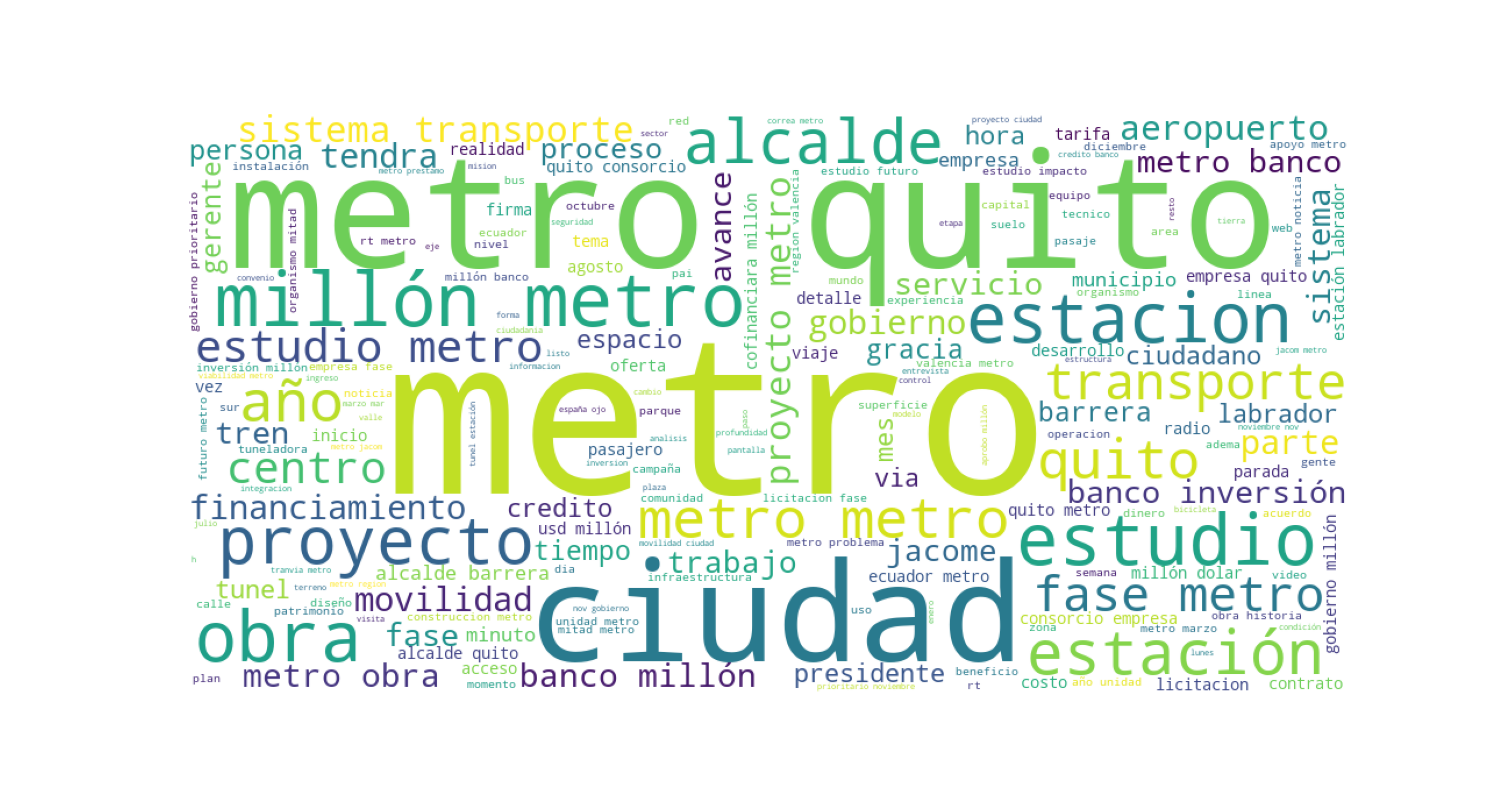 correa metro
proyecto ciudad
red
sistema transporte
sector
alcalde
hora
tarifa
aeropuerto
persona
tendra
realidad
proceso
empresa
diciembre
apoyo metro
instalación
metro prestamo
mision
quito consorcio
credito banco
metro banco
estudio futuro
estudio impacto
metro quito
gerente
gobierno prioritario
organismo mitad
bus
firma
octubre
seguridad
avance
proyecto metro
region valencia
capital
equipo
etapa
suelo
tecnico
resto
tierra
metro noticia
sistema
estación labrador
ecuador
rt metro
eje
nivel
tema
area
pasaje
web
agosto
convenio
millón banco
pai
mundo
servicio
municipio
empresa quito
millón metro
detalle
experiencia
organismo
linea
forma
cofinanciara millón
gobierno
estacion
estudio metro
ciudadania
espacio
viaje
gracia
desarrollo
ciudadano
listo
informacion
oferta
valencia metro
estructura
jacom metro
inversión millón
empresa fase
viabilidad metro
ingreso
entrevista
control
transporte
vez
año
noticia
metro
cambio
sur
marzo mar
valle
españa ojo
parque
paso
superficie
modelo
barrera
labrador
futuro metro
tren
inicio
tunel estación
profundidad
mes
aprobo millón
radio
noviembre nov
tuneladora
metro jacom
pasajero
analisis
pantalla
operacion
adema
parte
centro
inversion
campaña
quito
parada
gente
integracion
via
plaza
banco inversión
financiamiento
credito
comunidad
licitacion fase
dinero
bicicleta
julio
proyecto
usd millón
metro metro
quito metro
acuerdo
gobierno millón
estudio
h
tiempo
movilidad ciudad
metro problema
jacome
tranvia metro
terreno
metro region
alcalde barrera
dia
trabajo
infraestructura
ecuador metro
semana
millón dolar
video
tunel
movilidad
ciudad
fase metro
calle
patrimonio
diseño
visita
construccion metro
nov gobierno
unidad metro
mitad metro
uso
enero
consorcio empresa
obra historia
obra
fase
minuto
zona
metro marzo
condición
alcalde quito
estación
lunes
plan
metro obra
acceso
momento
banco millón
presidente
prioritario noviembre
beneficio
rt
costo
año unidad
licitacion
contrato